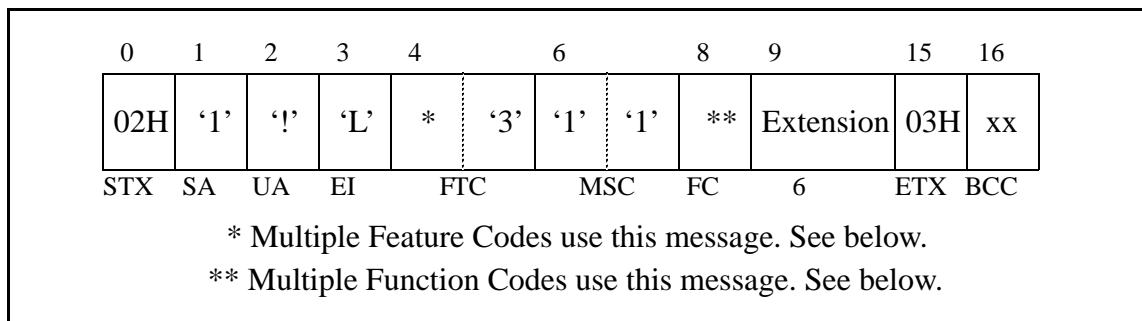 0 1 2 3 4 6 8 9 15 16
02H ‘1’ ‘!’ ‘L’ * ‘3’ ‘1’ ‘1’ ** Extension 03H xx
STX SA UA EI FTC MSC FC 6 ETX BCC
* Multiple Feature Codes use this message. See below.
** Multiple Function Codes use this message. See below.